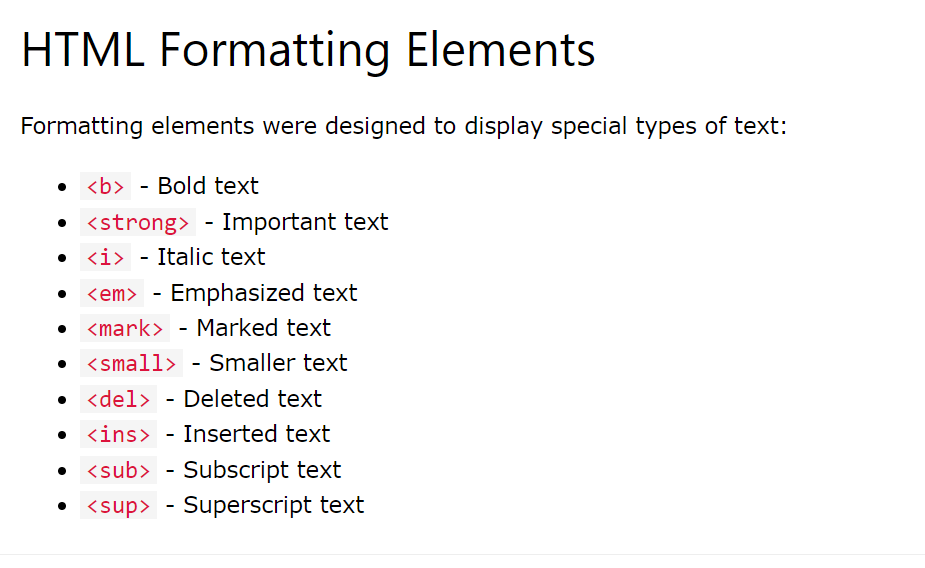 HTML Formatting Elements
Formatting elements were designed to display special types of text:
• <b> - Bold text
• <strong> - Important text
• <i> - Italic text
• <em> - Emphasized text
• <mark> - Marked text
• <small> - Smaller text
• <del> - Deleted text
• <ins> - Inserted text
• <sub> - Subscript text
• <sup> - Superscript text